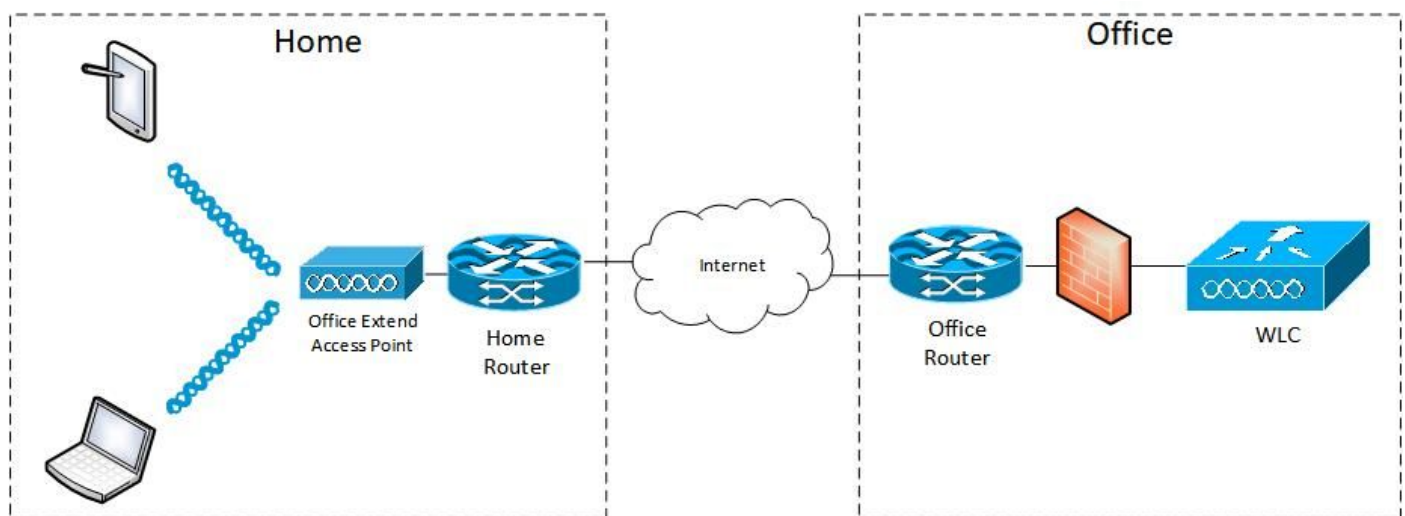 Home
Office
Office Extend
Access Point
Home
Router
Internet
Office
Router
WLC